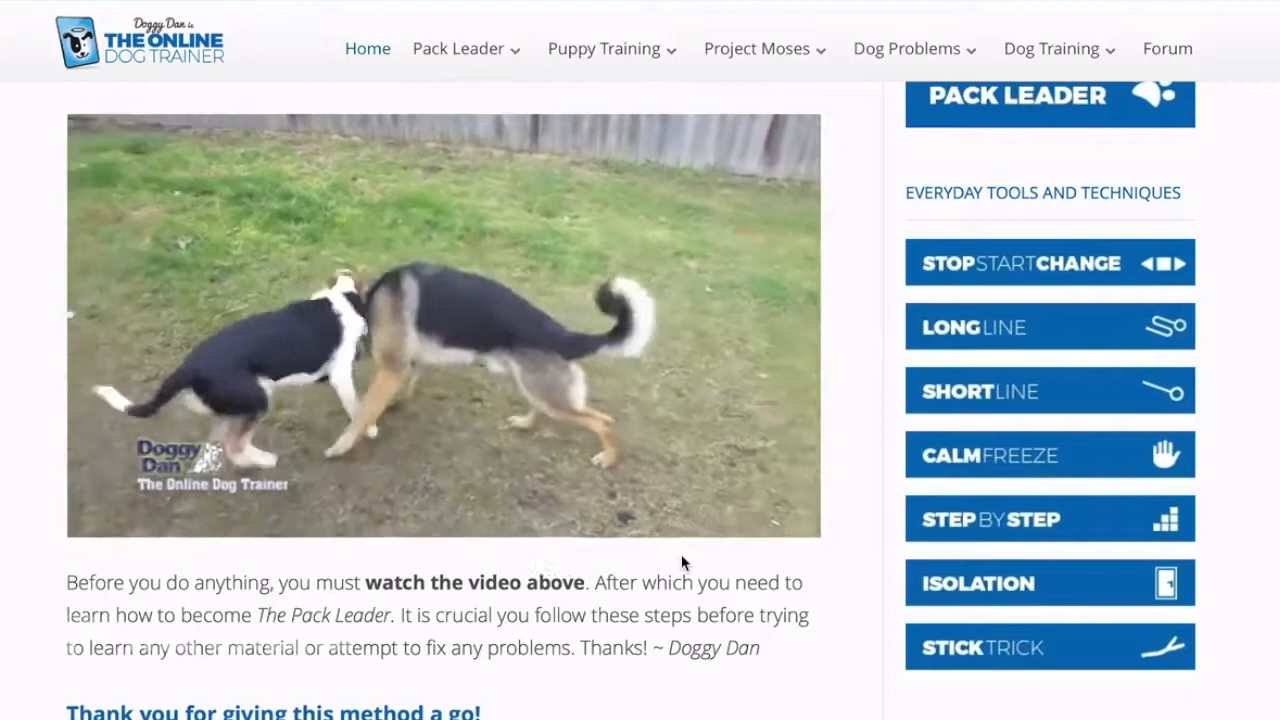 Doggy Dan is
THE ONLINE
DOG TRAINER
Home Pack Leader Puppy Training Project Moses Dog Problems Dog Training Forum
PACK LEADER
EVERYDAY TOOLS AND TECHNIQUES
STOPSTARTCHANGE
LONGLINE
SHORTLINE
CALMFREEZE
STEPBYSTEP
ISOLATION
STICKTRICK
Doggy
Dan
The Online Dog Trainer
Before you do anything, you must watch the video above. After which you need to
learn how to become The Pack Leader. It is crucial you follow these steps before trying
to learn any other material or attempt to fix any problems. Thanks! ~ Doggy Dan
Thank you for giving this method a go!